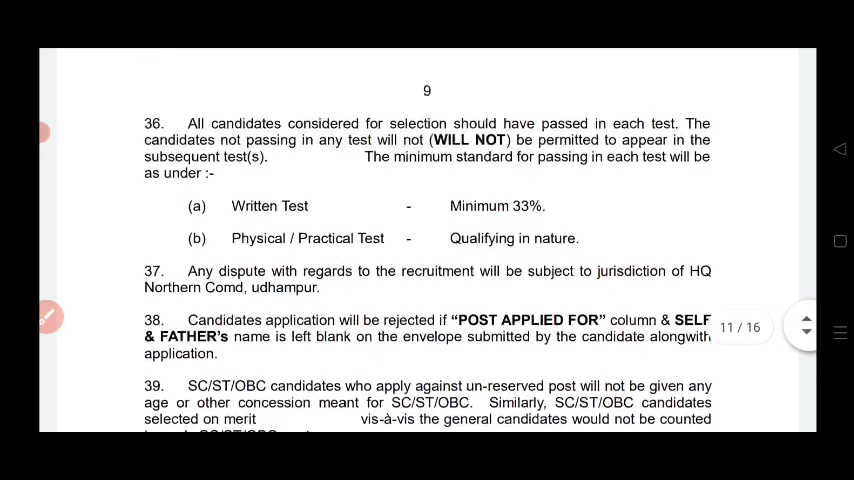 9
36. All candidates considered for selection should have passed in each test. The
candidates not passing in any test will not (WILL NOT) be permitted to appear in the
subsequent test(s). The minimum standard for passing in each test will be
as under :-
(a) Written Test - Minimum 33%.
(b) Physical / Practical Test - Qualifying in nature.
37. Any dispute with regards to the recruitment will be subject to jurisdiction of HQ
Northern Comd, udhampur.
38. Candidates application will be rejected if “POST APPLIED FOR” column & SELF
& FATHER’s name is left blank on the envelope submitted by the candidate alongwith
application.
11 / 16
39. SC/ST/OBC candidates who apply against un-reserved post will not be given any
age or other concession meant for SC/ST/OBC. Similarly, SC/ST/OBC candidates
selected on merit vis-à-vis the general candidates would not be counted